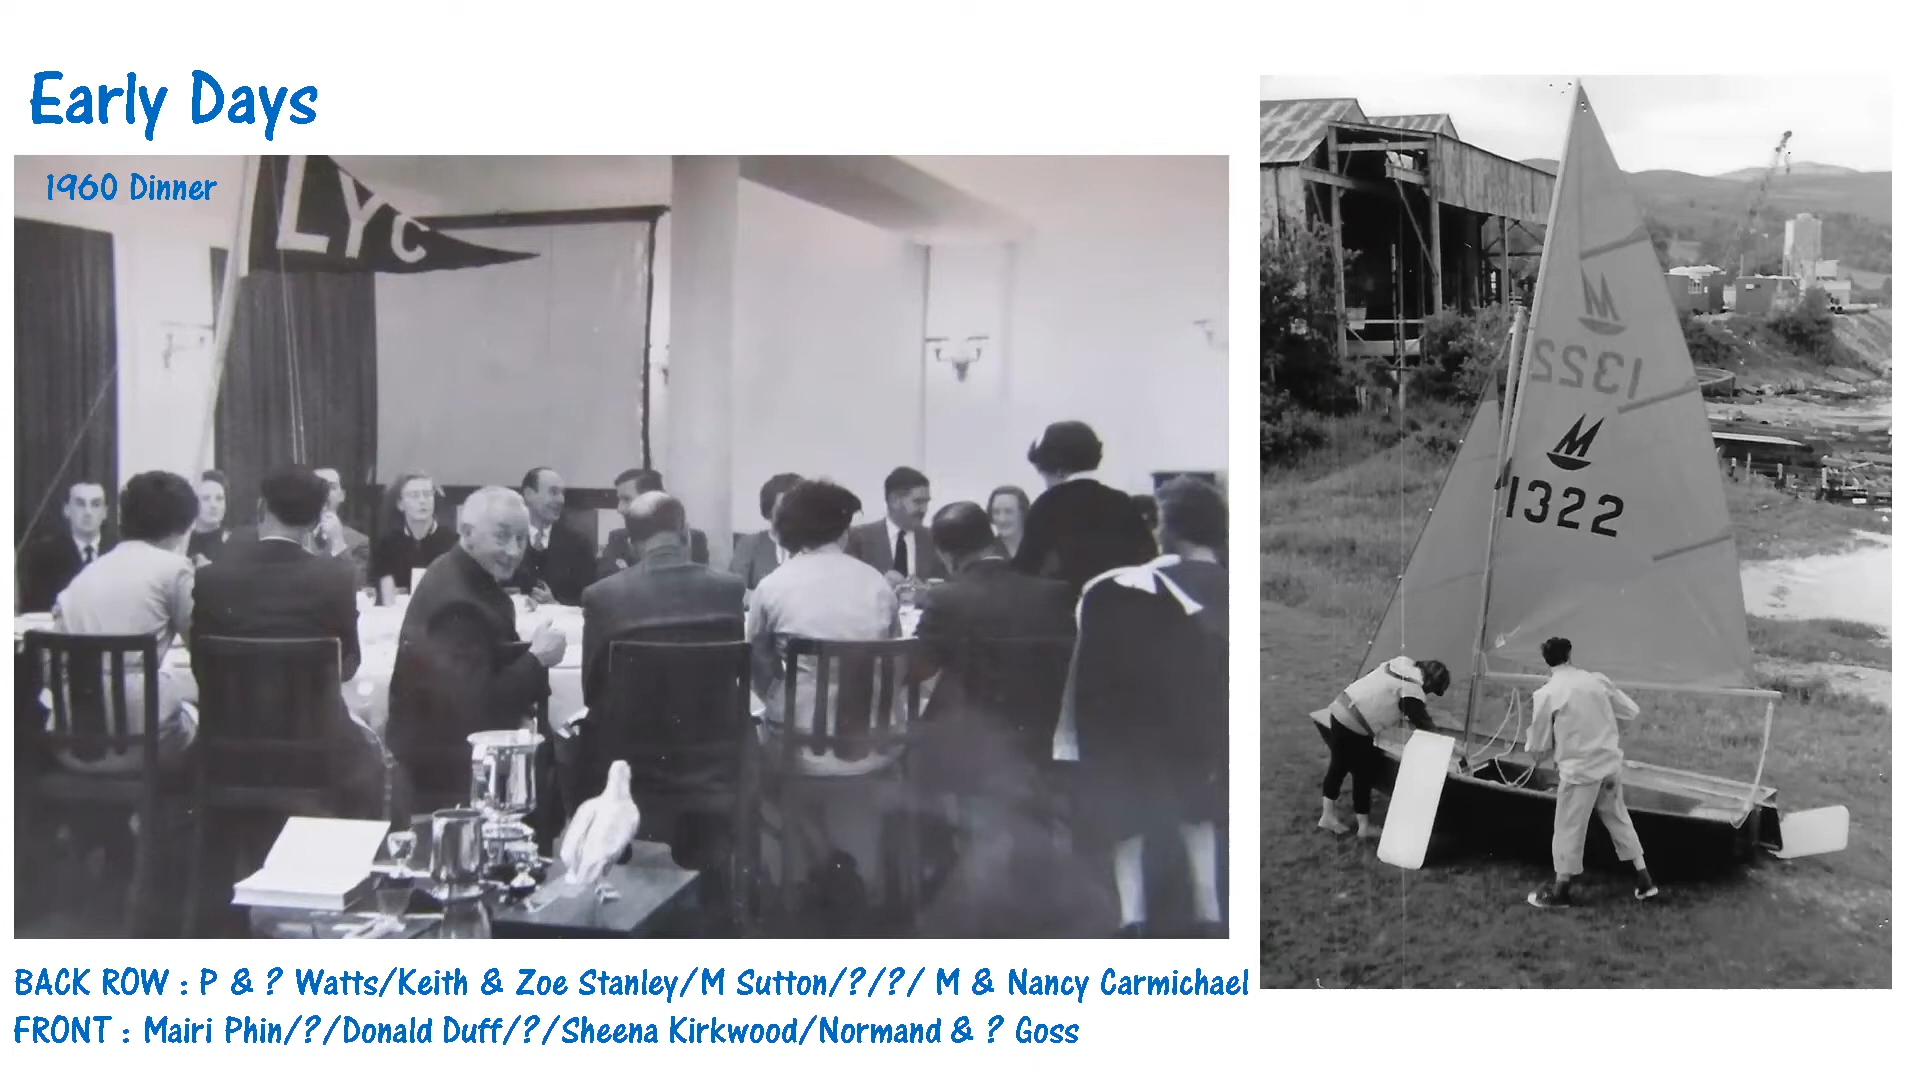 Early Days
1960 Dinner
LYC
M
1322
M
1322
BACK ROW : P & ? Watts/Keith & Zoe Stanley/M Sutton/?/?/ M & Nancy Carmichael
FRONT : Mairi Phin/?/Donald Duff/?/Sheena Kirkwood/Normand & ? Goss